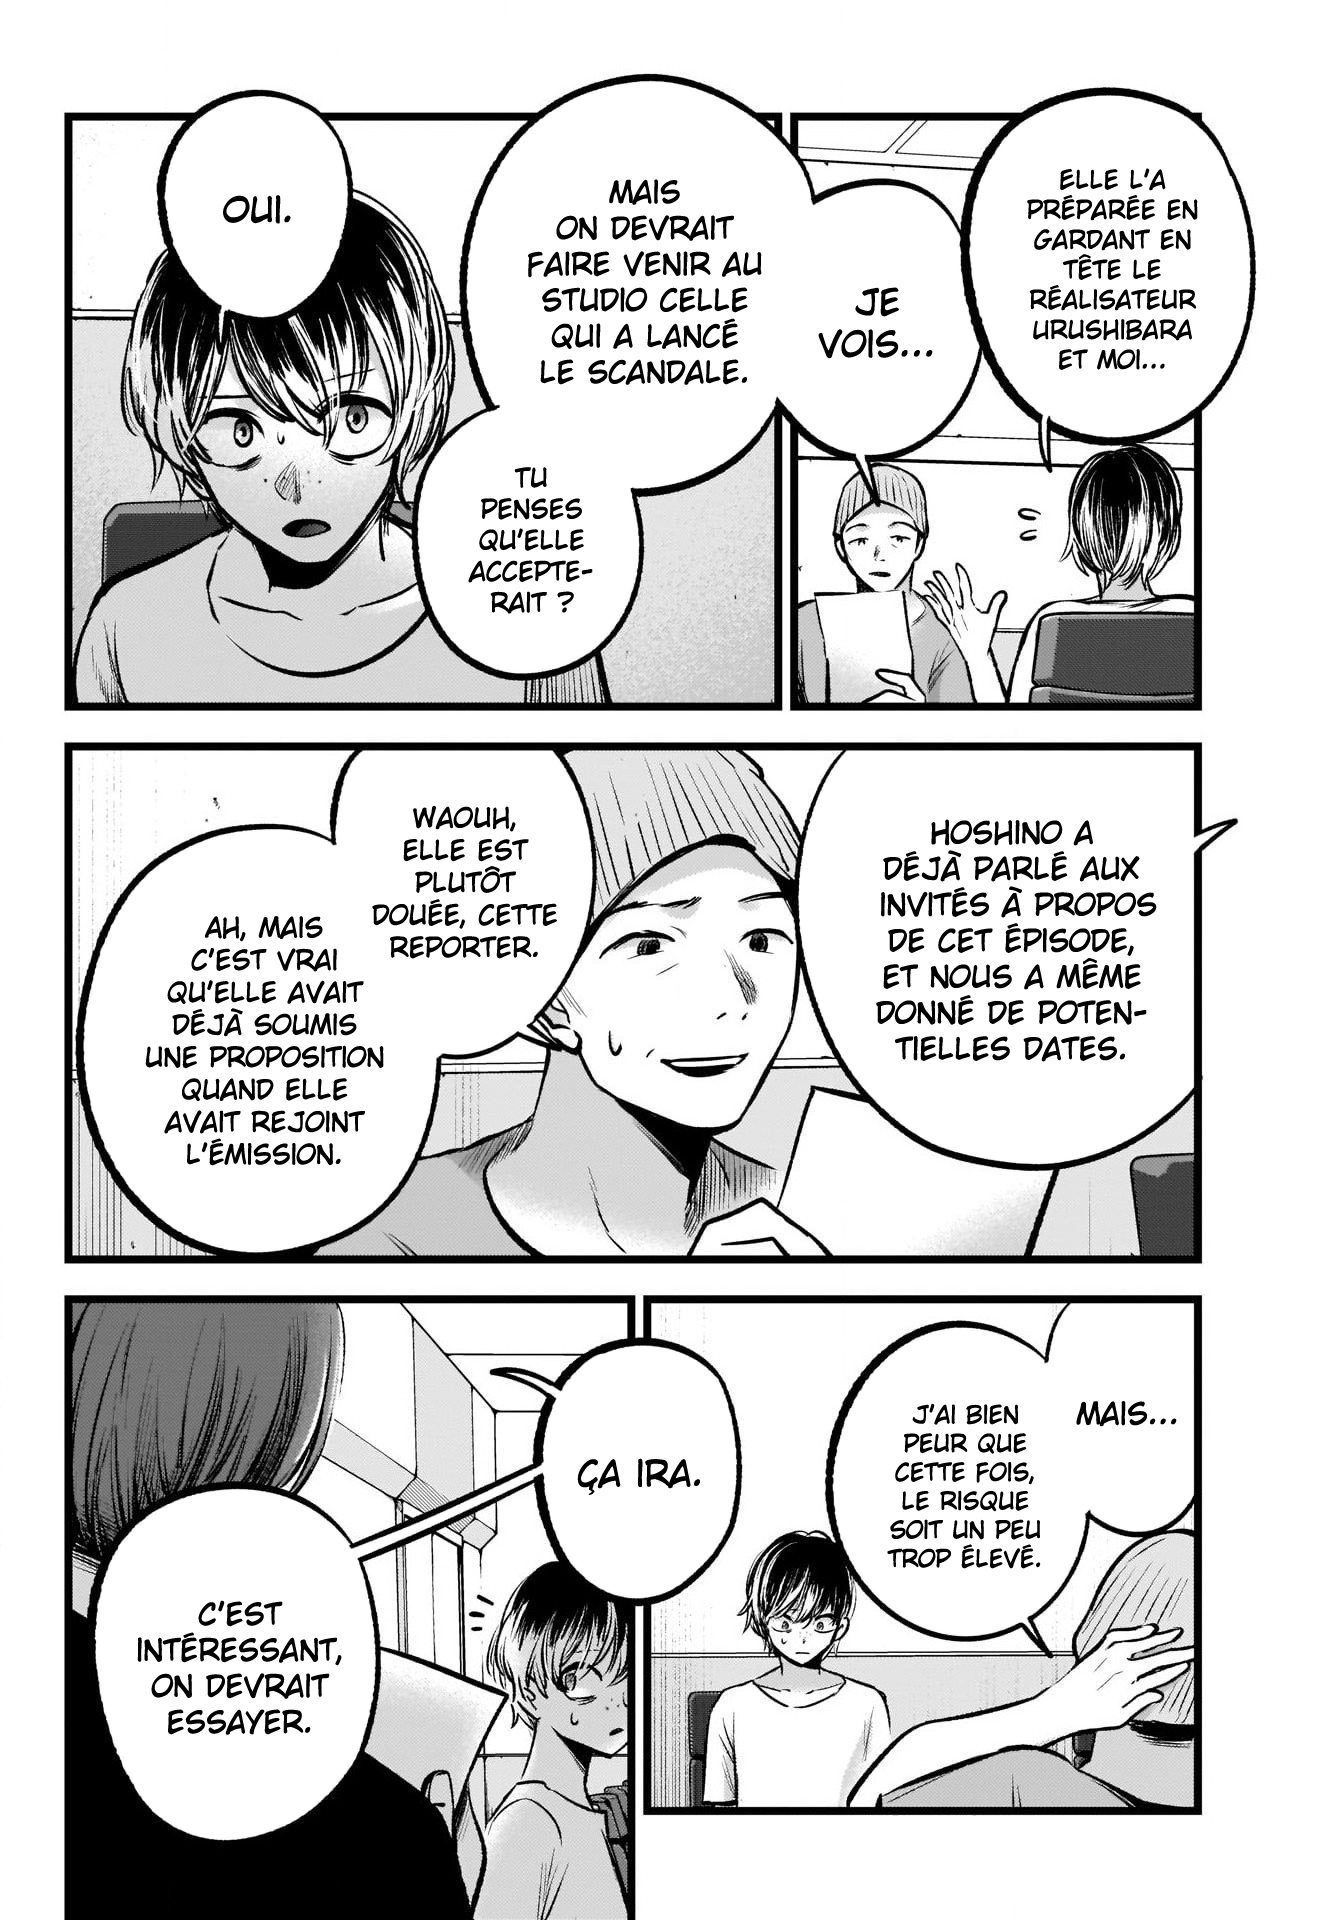 ELLE L'A
PRÉPARÉE EN
GARDANT EN
TÊTE LE
RÉALISATEUR
URUSHIBARA
ET MOI...
JE
VOIS...
MAIS
ON DEVRAIT
FAIRE VENIR AU
STUDIO CELLE
QUI A LANCÉ
LE SCANDALE.
TU
PENSES
QU'ELLE
ACCEPTE-
RAIT ?
OUI.
HOSHINO A
DÉJÀ PARLÉ AUX
INVITÉS À PROPOS
DE CET ÉPISODE,
ET NOUS A MÊME
DONNÉ DE POTEN-
TIELLES DATES.
WAOUH,
ELLE EST
PLUTÔT
DOUÉE, CETTE
REPORTER.
AH, MAIS
C'EST VRAI
QU'ELLE AVAIT
DÉJÀ SOUMIS
UNE PROPOSITION
QUAND ELLE
AVAIT REJOINT
L'ÉMISSION.
MAIS...
J'AI BIEN
PEUR QUE
CETTE FOIS,
LE RISQUE
SOIT UN PEU
TROP ÉLEVÉ.
ÇA IRA.
C'EST
INTÉRESSANT,
ON DEVRAIT
ESSAYER.